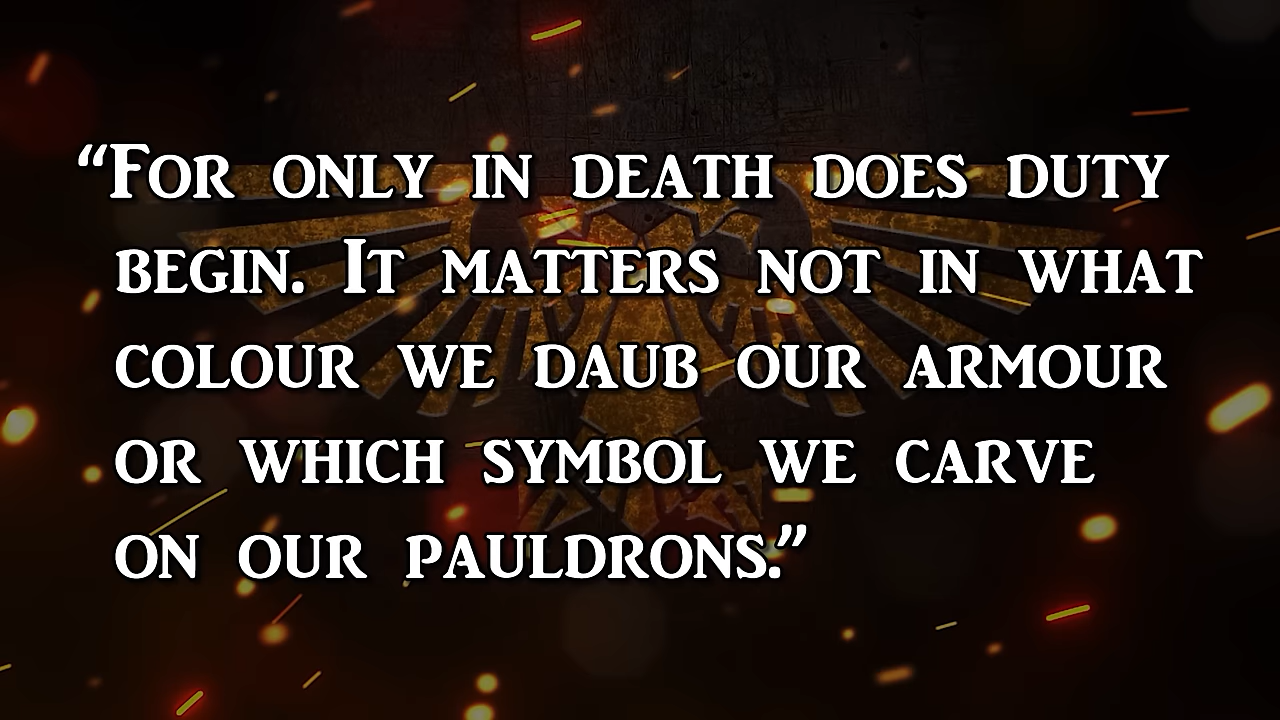 “For only in death does duty
begin. It matters not in what
colour we daub our armour
or which symbol we carve
on our pauldrons.”